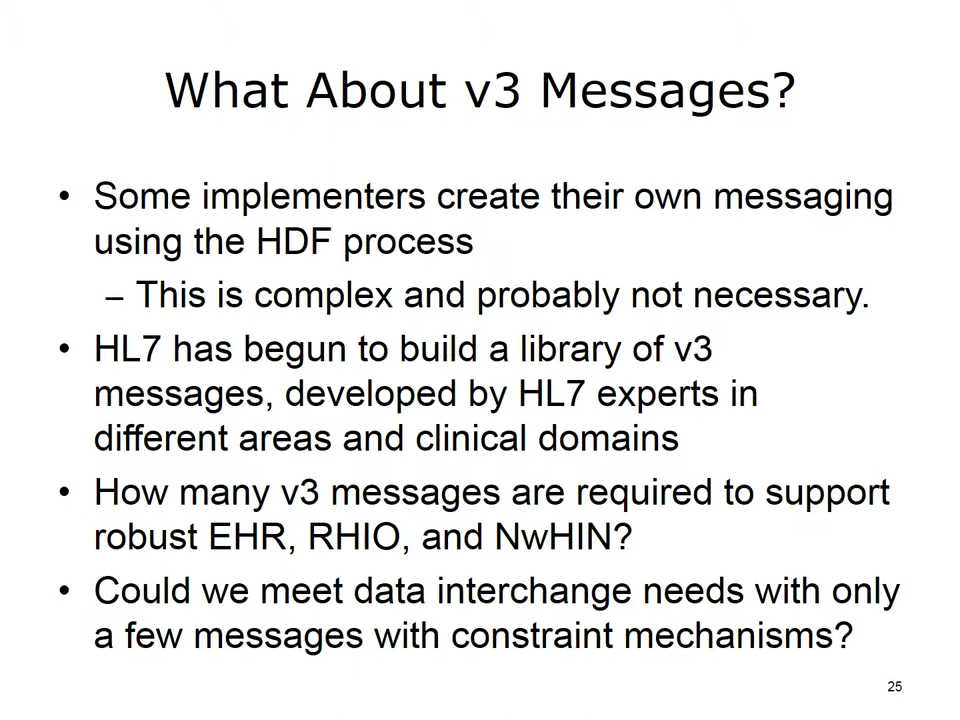 What About v3 Messages?
• Some implementers create their own messaging
using the HDF process
– This is complex and probably not necessary.
• HL7 has begun to build a library of v3
messages, developed by HL7 experts in
different areas and clinical domains
• How many v3 messages are required to support
robust EHR, RHIO, and NwHIN?
• Could we meet data interchange needs with only
a few messages with constraint mechanisms?
25